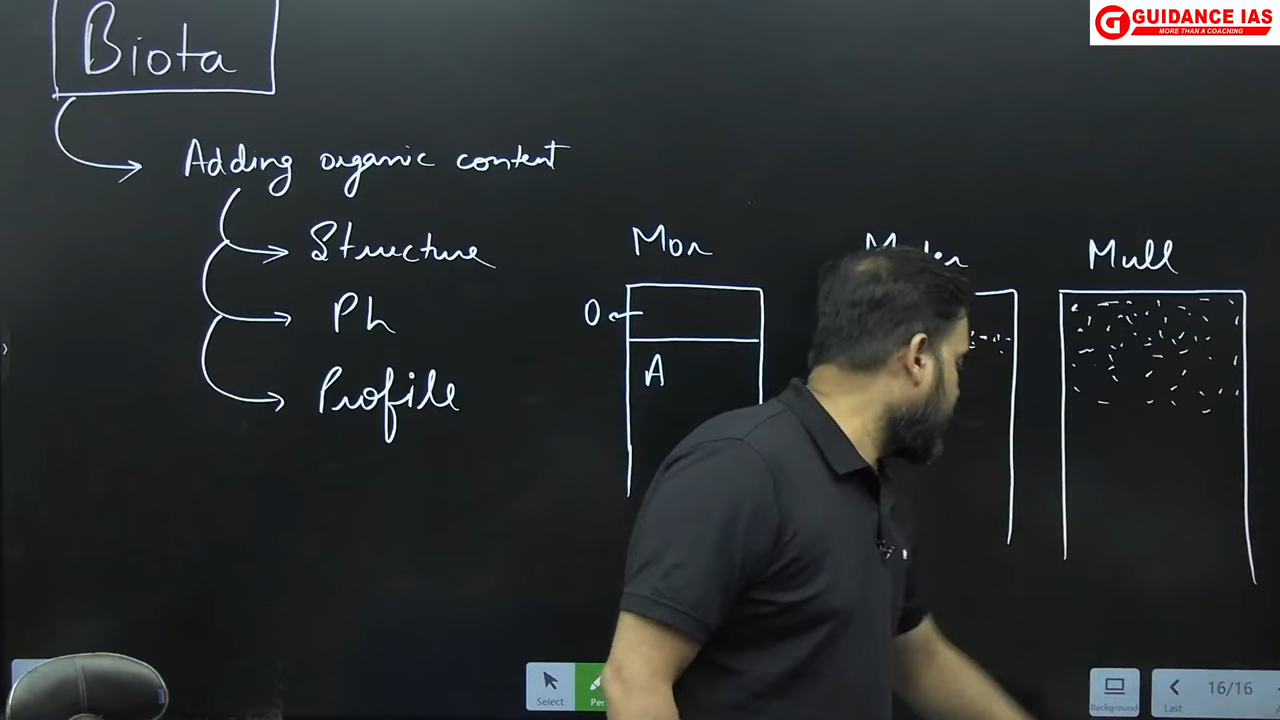 GUIDANCE IAS
MORE THAN A COACHING
Biota
Adding organic content
Structure
Ph
Profile
Mor
Mull
O
A
Select
Background
Last
16/16